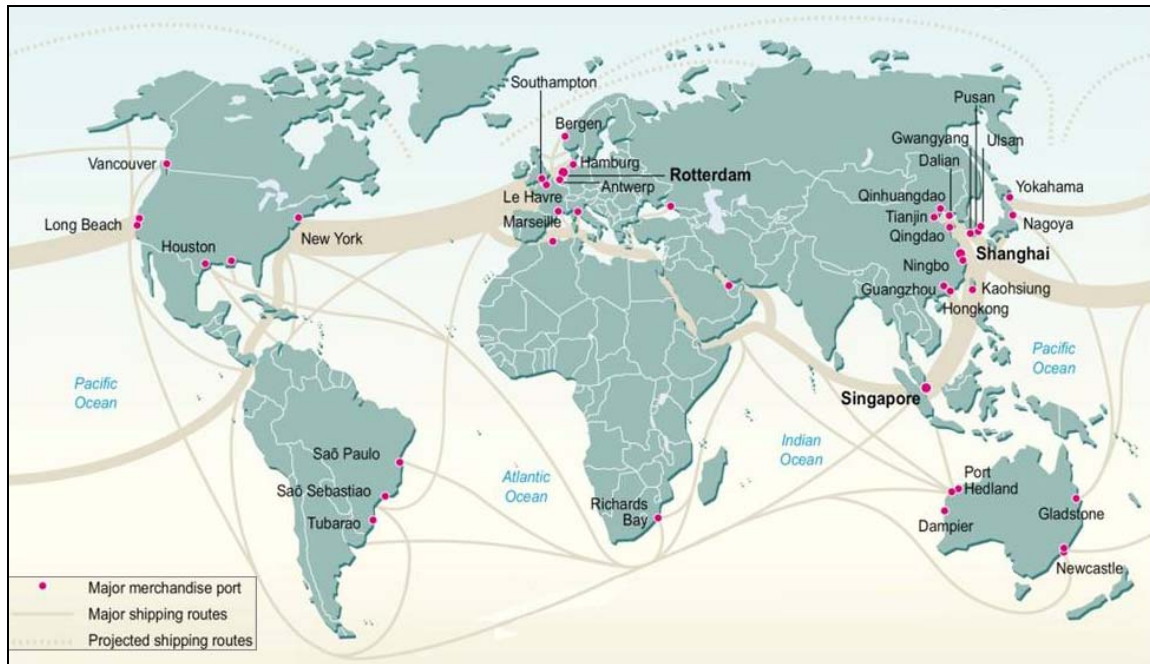 Southampton
Bergen
Pusan
Gwangyang
Ulsan
Dalian
Vancouver
Hamburg
Rotterdam
Le Havre
Antwerp
Qinhuangdao
Yokahama
Long Beach
New York
Marseille
Tianjin
Nagoya
Houston
Qingdao
Shanghai
Ningbo
Guangzhou
Kaohsiung
Hongkong
Pacific
Ocean
Pacific
Ocean
Singapore
Indian
Ocean
Saō Paulo
Atlantic
Ocean
Saō Sebastiao
Richards
Bay
Port
Hedland
Tubarao
Dampier
Gladstone
Newcastle
Major merchandise port
Major shipping routes
Projected shipping routes